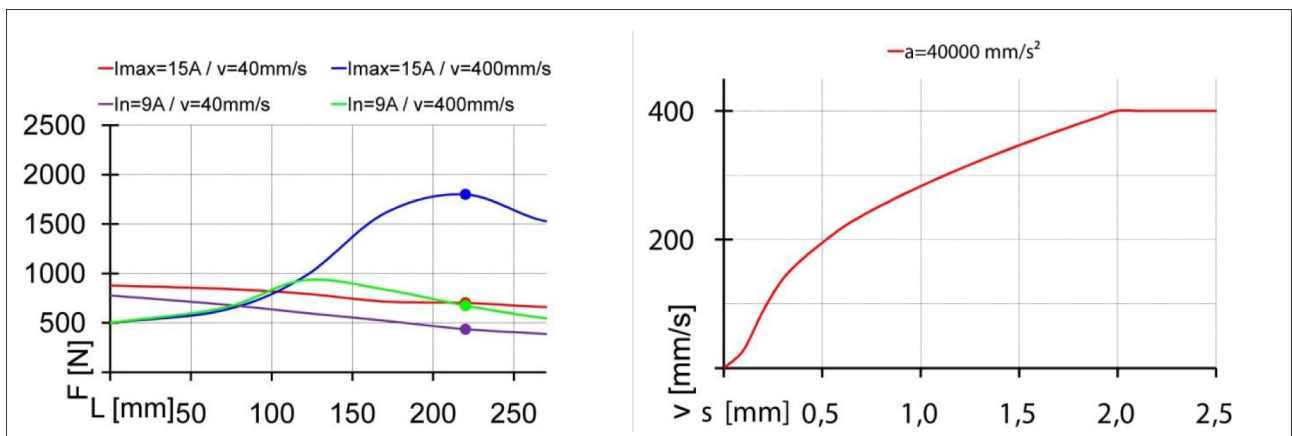 Imax=15A / v=40mm/s Imax=15A / v=400mm/s
In=9A / v=40mm/s In=9A / v=400mm/s
2500
2000
1500
1000
500
F [N]
L [mm] 50 100 150 200 250
a=40000 mm/s²
400
200
v [mm/s]
s [mm] 0,5 1,0 1,5 2,0 2,5